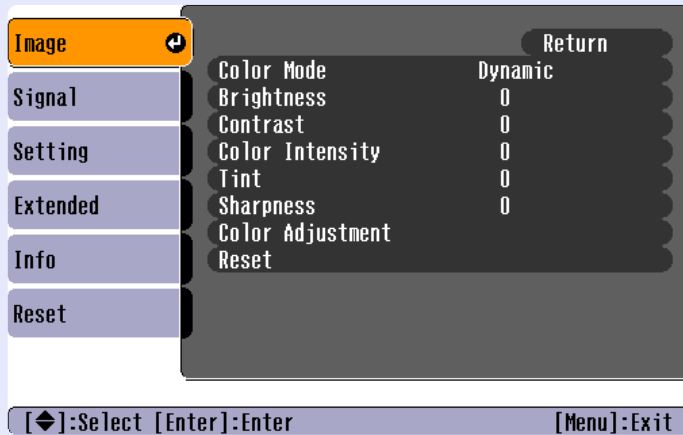 Image
Signal
Setting
Extended
Info
Reset
Return
Color Mode Dynamic
Brightness 0
Contrast 0
Color Intensity 0
Tint 0
Sharpness 0
Color Adjustment
Reset
[◆]:Select [Enter]:Enter [Menu]:Exit